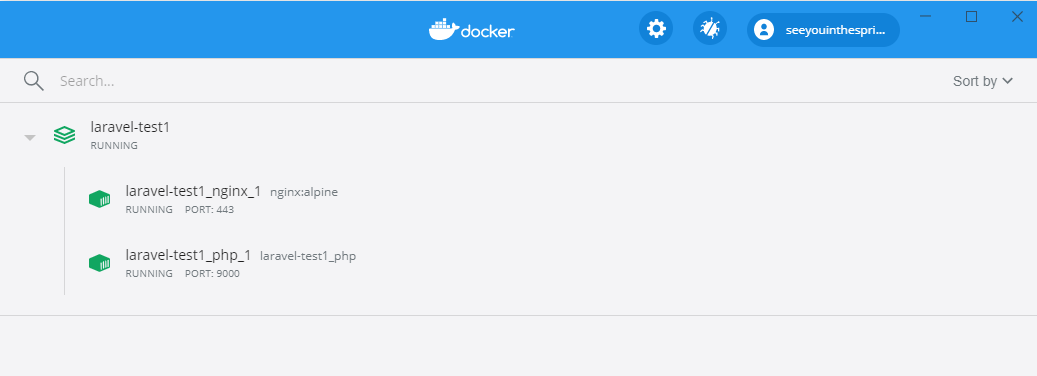 docker
seeyouinthespri...
Search...
Sort by
laravel-test1
RUNNING
laravel-test1_nginx_1 nginx:alpine
RUNNING PORT: 443
laravel-test1_php_1 laravel-test1_php
RUNNING PORT: 9000